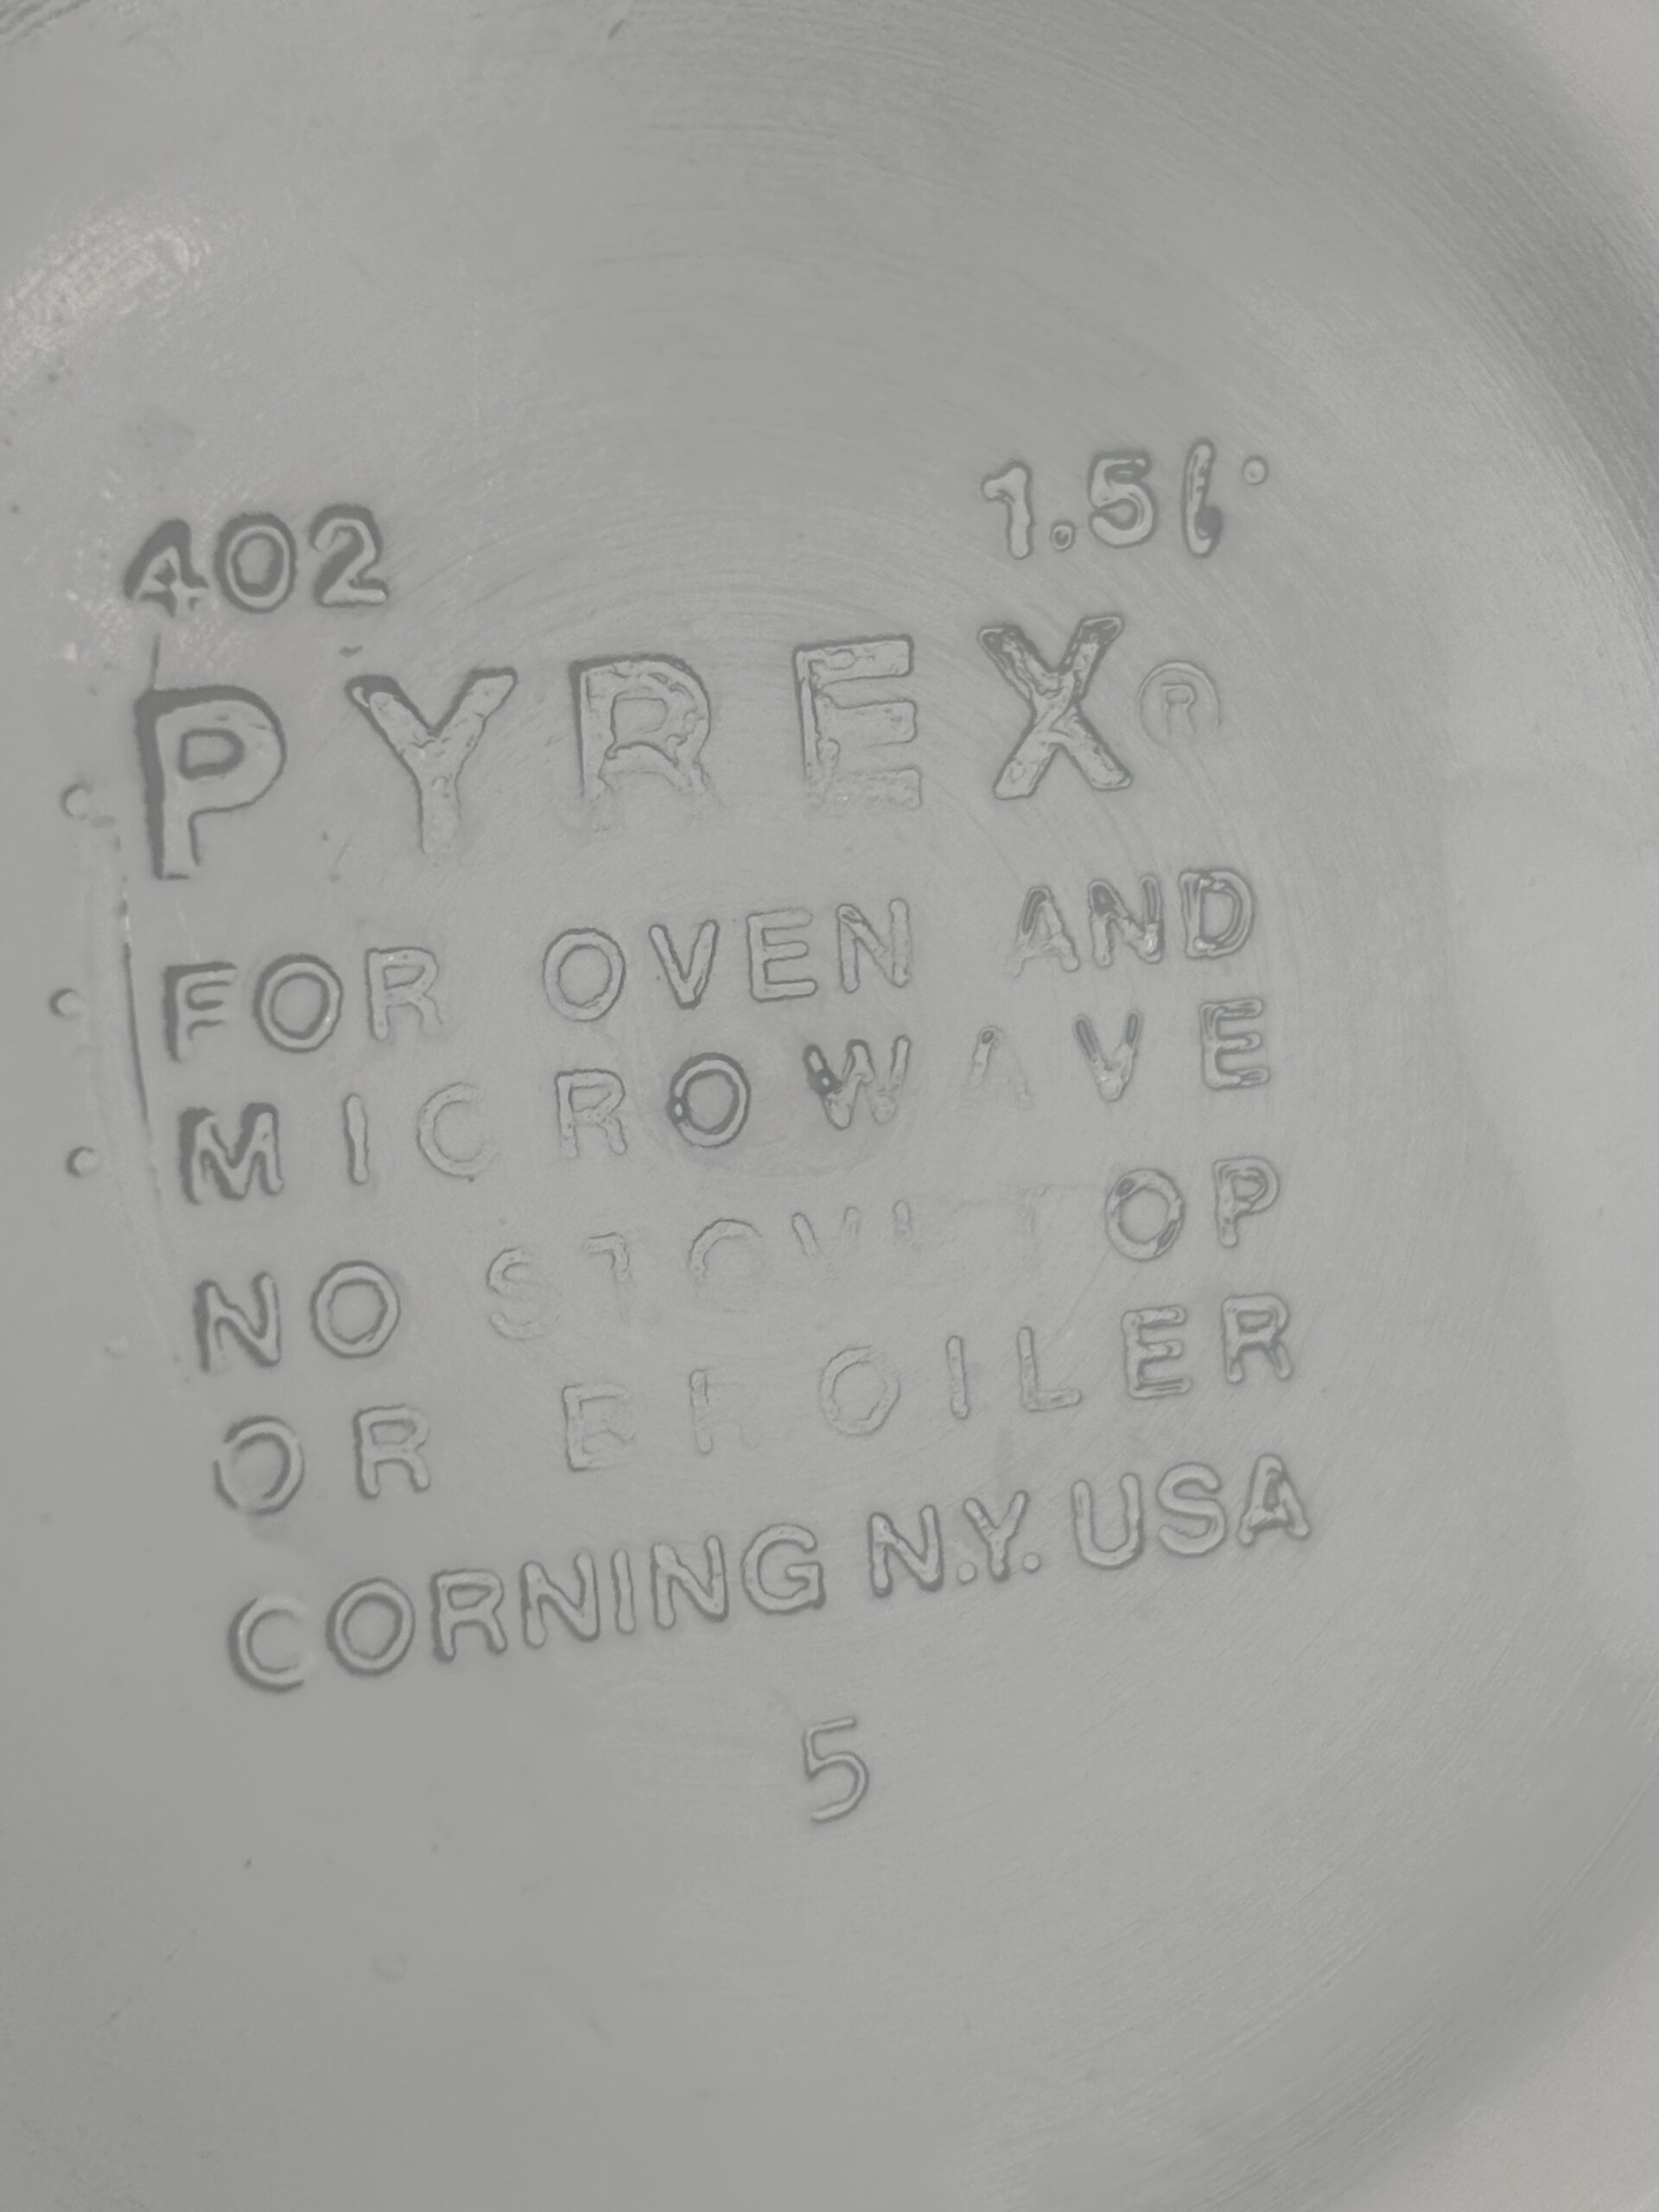 402 1.5ℓ
PYREX®
FOR OVEN AND
MICROWAVE
NO STOVETOP
OR BROILER
CORNING N.Y. USA
5